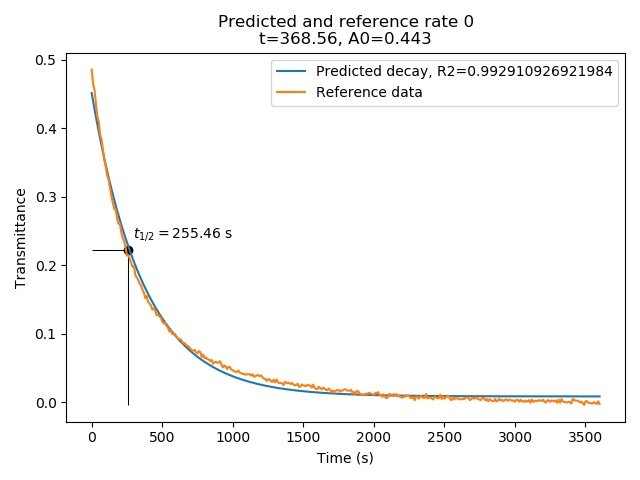 Predicted and reference rate 0
t=368.56, A0=0.443
Predicted decay, R2=0.992910926921984
Reference data
t1/2 = 255.46 s
Transmittance
0.5
0.4
0.3
0.2
0.1
0.0
0 500 1000 1500 2000 2500 3000 3500
Time (s)